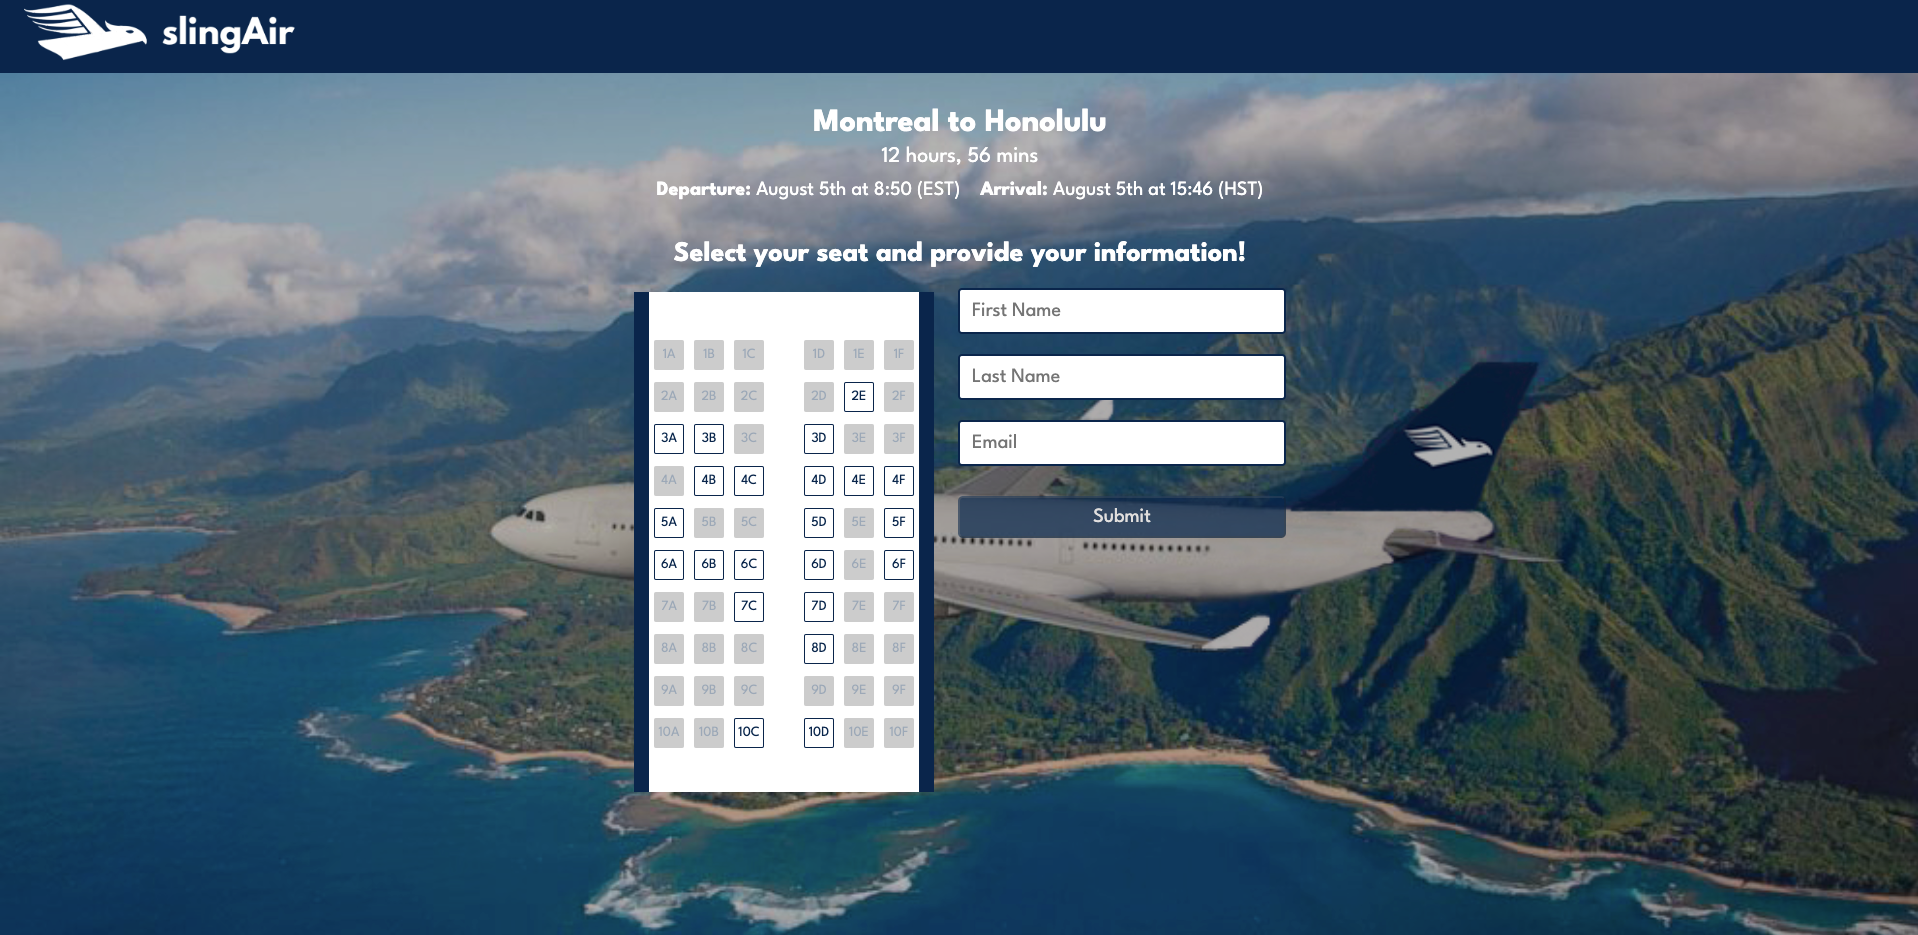 slingAir
Montreal to Honolulu
12 hours, 56 mins
Departure: August 5th at 8:50 (EST) Arrival: August 5th at 15:46 (HST)
Select your seat and provide your information!
1A 1B 1C 1D 1E 1F
2A 2B 2C 2D 2E 2F
3A 3B 3C 3D 3E 3F
4A 4B 4C 4D 4E 4F
5A 5B 5C 5D 5E 5F
6A 6B 6C 6D 6E 6F
7A 7B 7C 7D 7E 7F
8A 8B 8C 8D 8E 8F
9A 9B 9C 9D 9E 9F
10A 10B 10C 10D 10E 10F
First Name
Last Name
Email
Submit